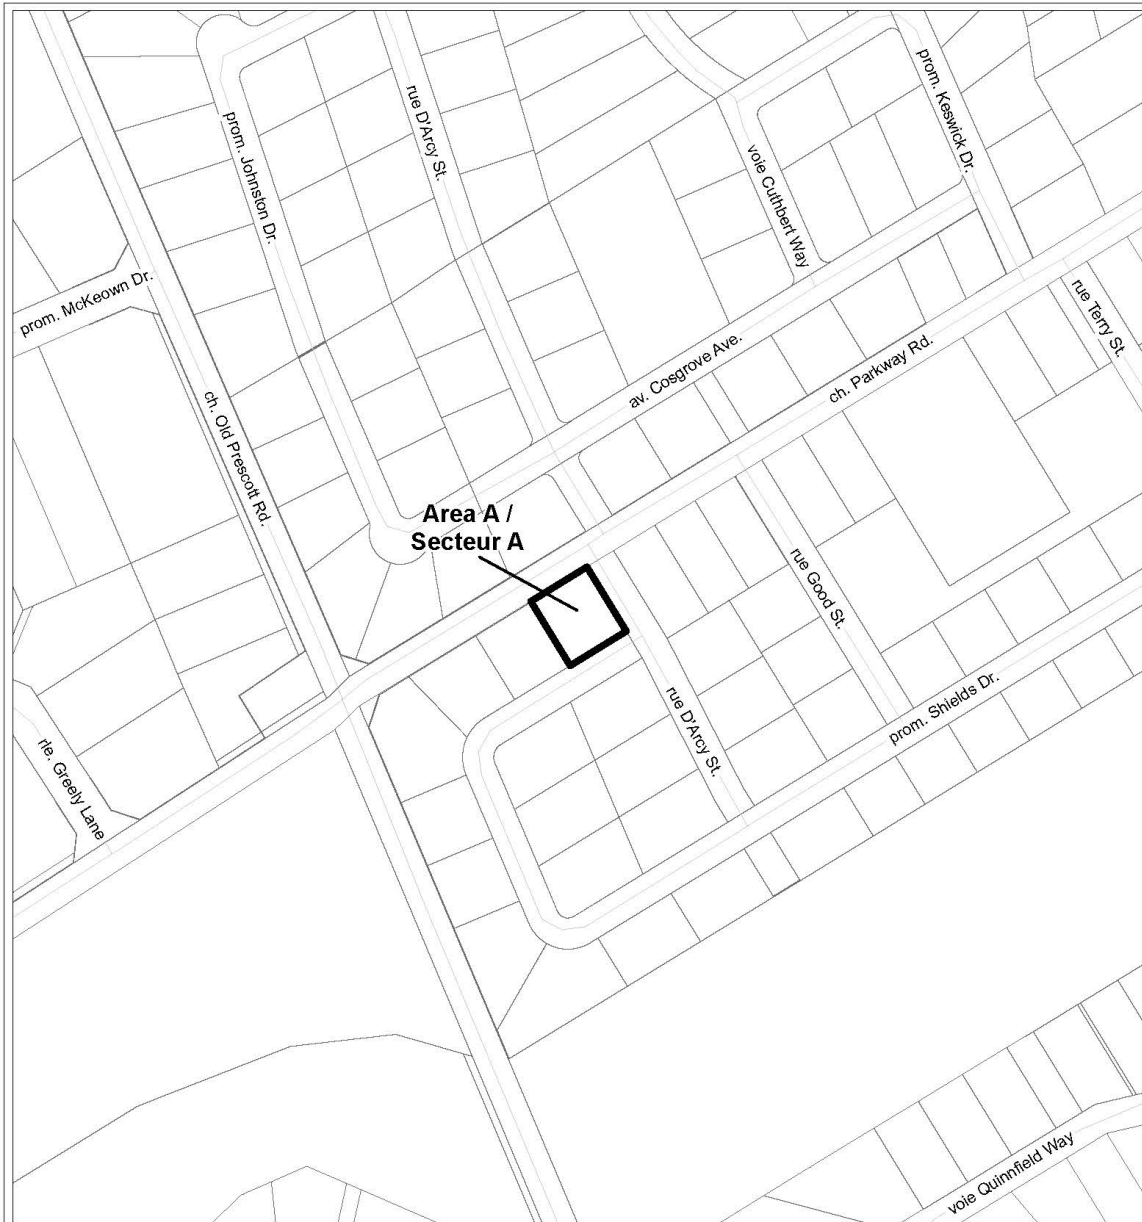 rue D'Arcy St.
prom. Keswick Dr.
prom. Johnston Dr.
voie Cuthbert Way
prom. McKeown Dr.
rue Terry St.
av. Cosgrove Ave.
ch. Parkway Rd.
ch. Old Prescott Rd.
Area A /
Secteur A
rue Good St.
rue D'Arcy St.
prom. Shields Dr.
rle. Greely Lane
voie Quinnfield Way